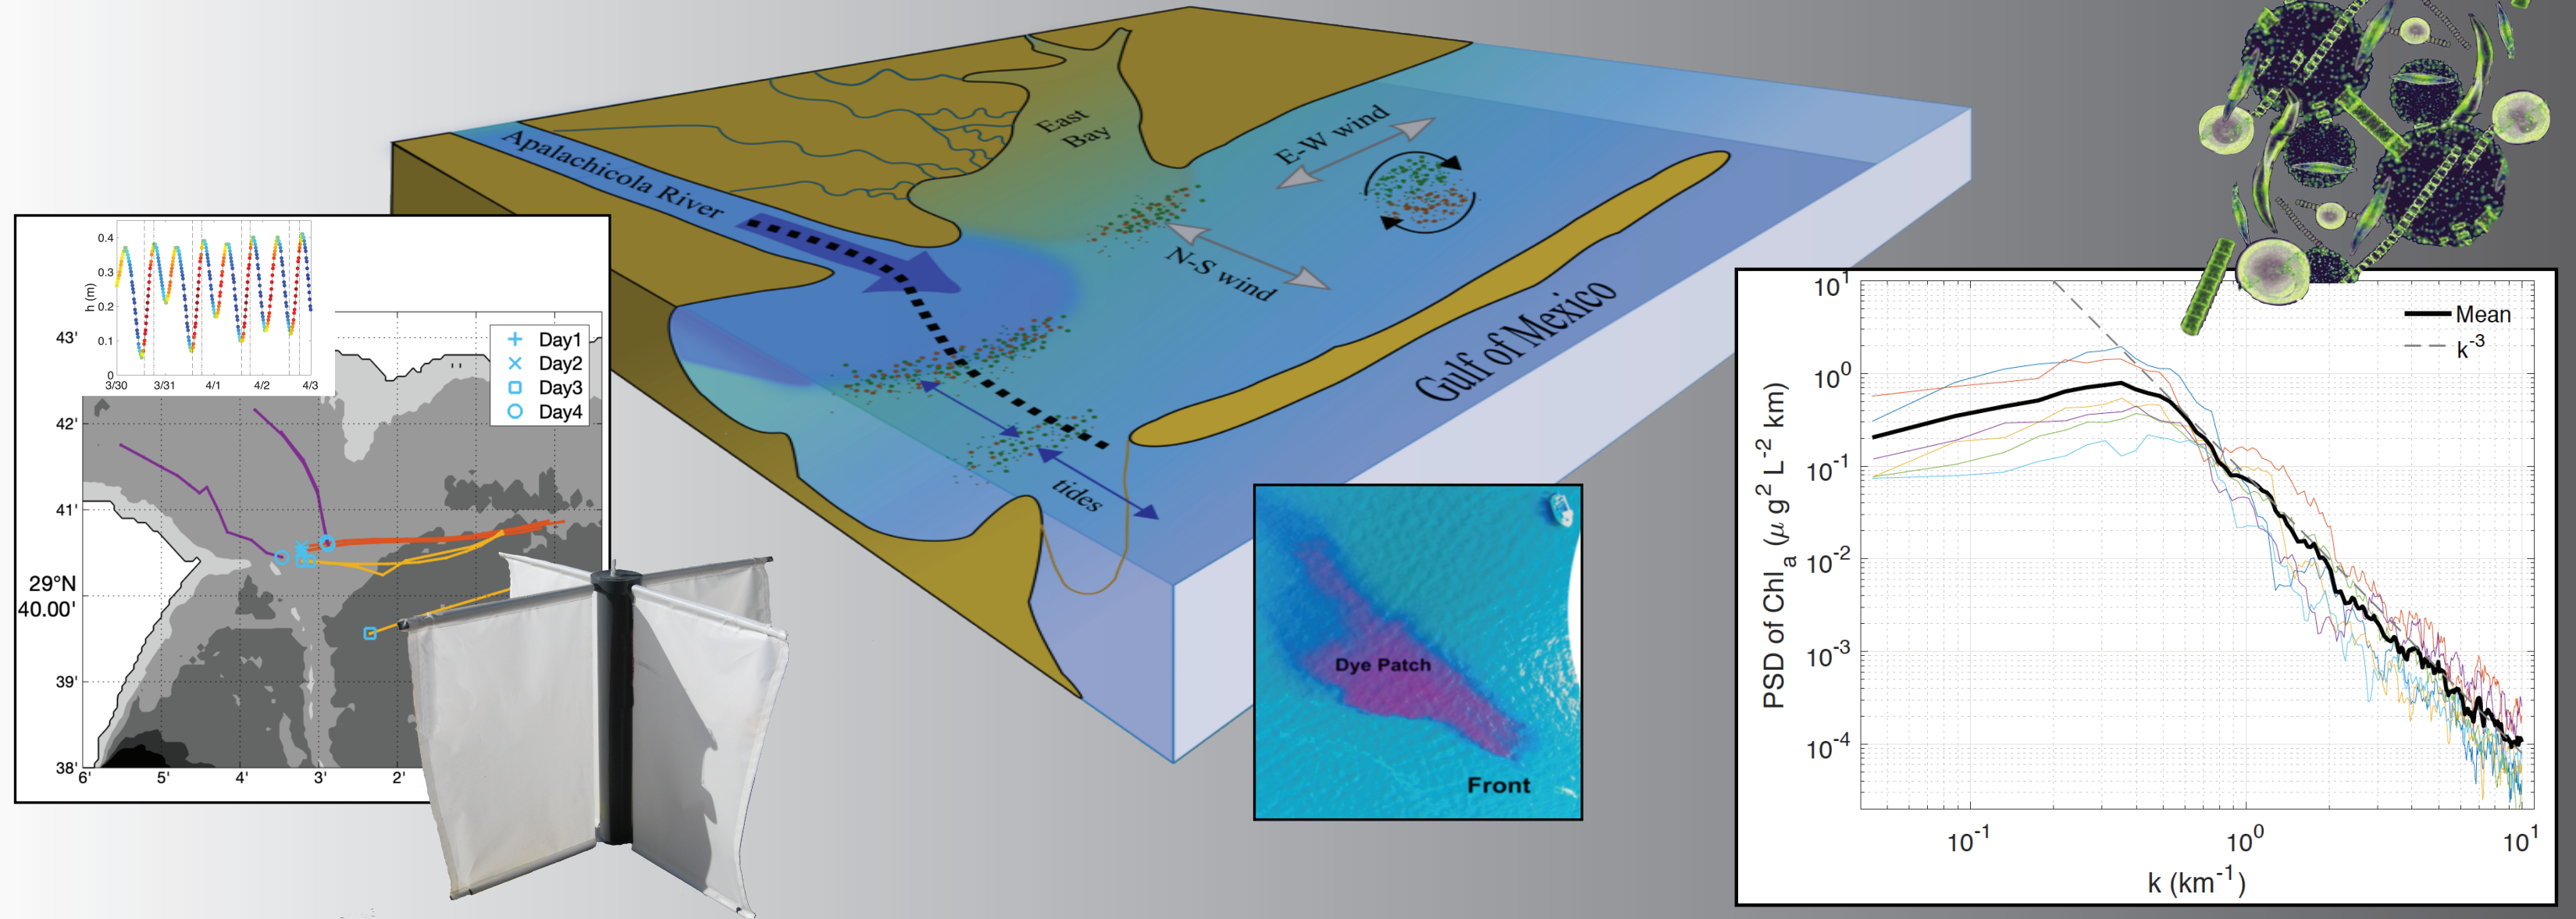 Apalachicola River
East
Bay
E-W wind
N-S wind
Gulf of Mexico
tides
h (m)
0.4
0.3
0.2
0.1
0
3/30 3/31 4/1 4/2 4/3
Day1
Day2
Day3
Day4
43'
42'
41'
29°N
40.00'
39'
38'
6' 5' 4' 3' 2'
Dye Patch
Front
Mean
k-3
PSD of Chl a (μ g2 L-2 km)
10^1
10^0
10^-1
10^-2
10^-3
10^-4
10^-1 10^0 10^1
k (km-1)